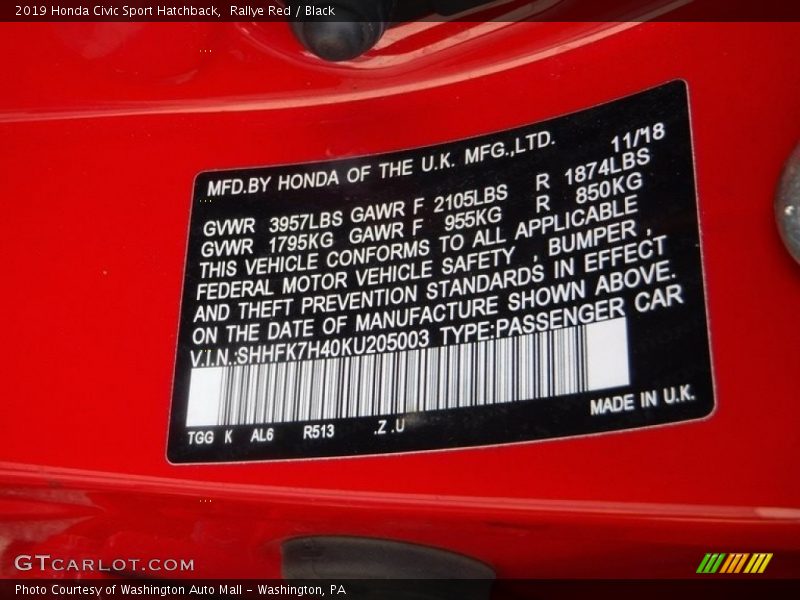 2019 Honda Civic Sport Hatchback,  Rallye Red / Black
MFD.BY HONDA OF THE U.K. MFG.,LTD. 11/18
GVWR 3957LBS GAWR F 2105LBS R 1874LBS
GVWR 1795KG GAWR F 955KG R 850KG
THIS VEHICLE CONFORMS TO ALL APPLICABLE
FEDERAL MOTOR VEHICLE SAFETY , BUMPER ,
AND THEFT PREVENTION STANDARDS IN EFFECT
ON THE DATE OF MANUFACTURE SHOWN ABOVE.
V.I.N.:SHHFK7H40KU205003 TYPE:PASSENGER CAR
TGG K AL6 R513 .Z .U MADE IN U.K.
GTCARLOT.COM
Photo Courtesy of Washington Auto Mall - Washington, PA